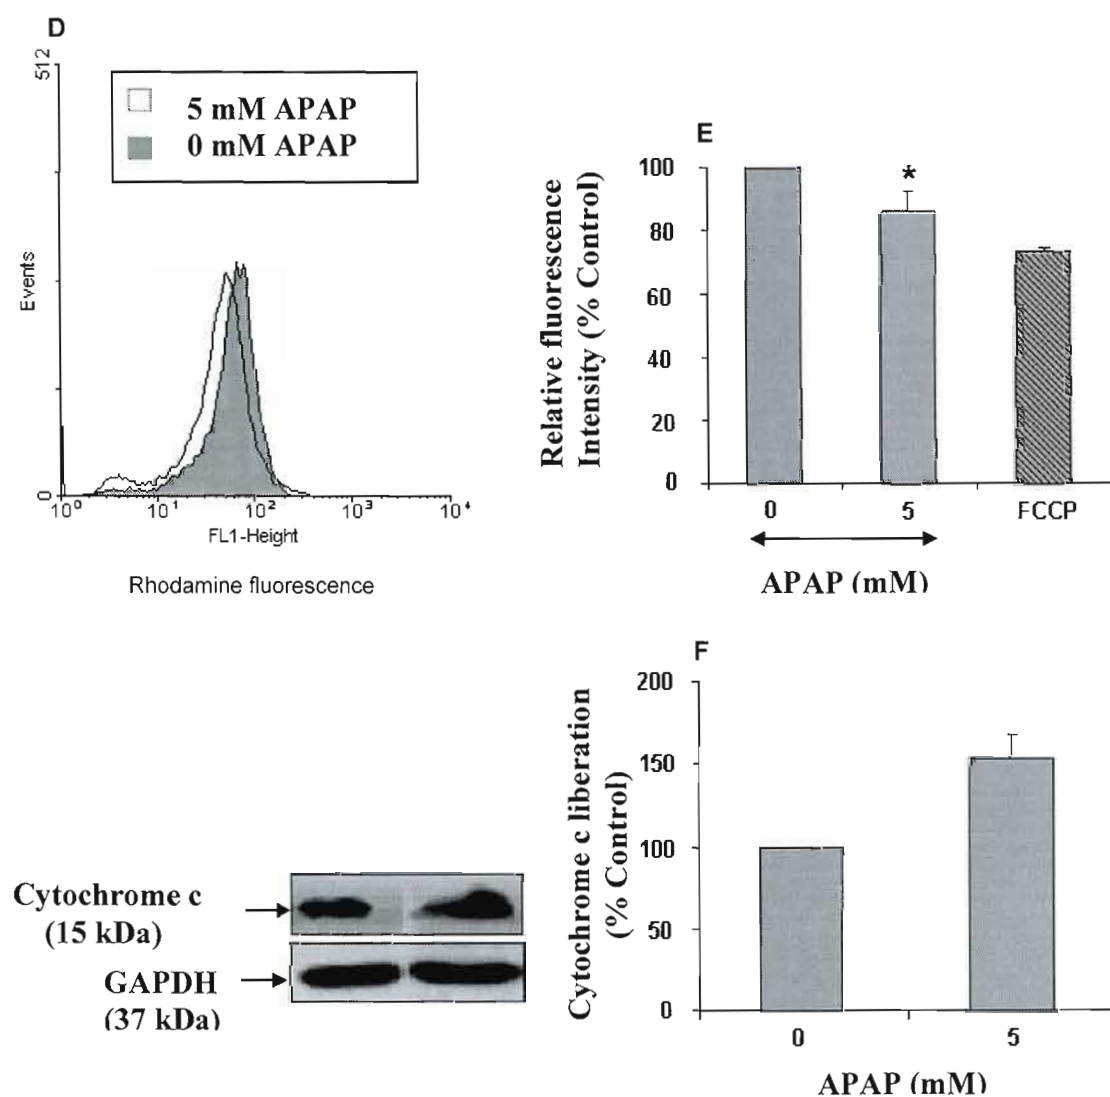 D
512
Events
0
5 mM APAP
0 mM APAP
10⁰ 10¹ 10² 10³ 10⁴
FL1-Height
Rhodamine fluorescence
E
Relative fluorescence
Intensity (% Control)
100
80
60
40
20
0
0 5 FCCP
APAP (mM)
Cytochrome c
(15 kDa)
GAPDH
(37 kDa)
F
Cytochrome c liberation
(% Control)
200
150
100
50
0
0 5
APAP (mM)
*